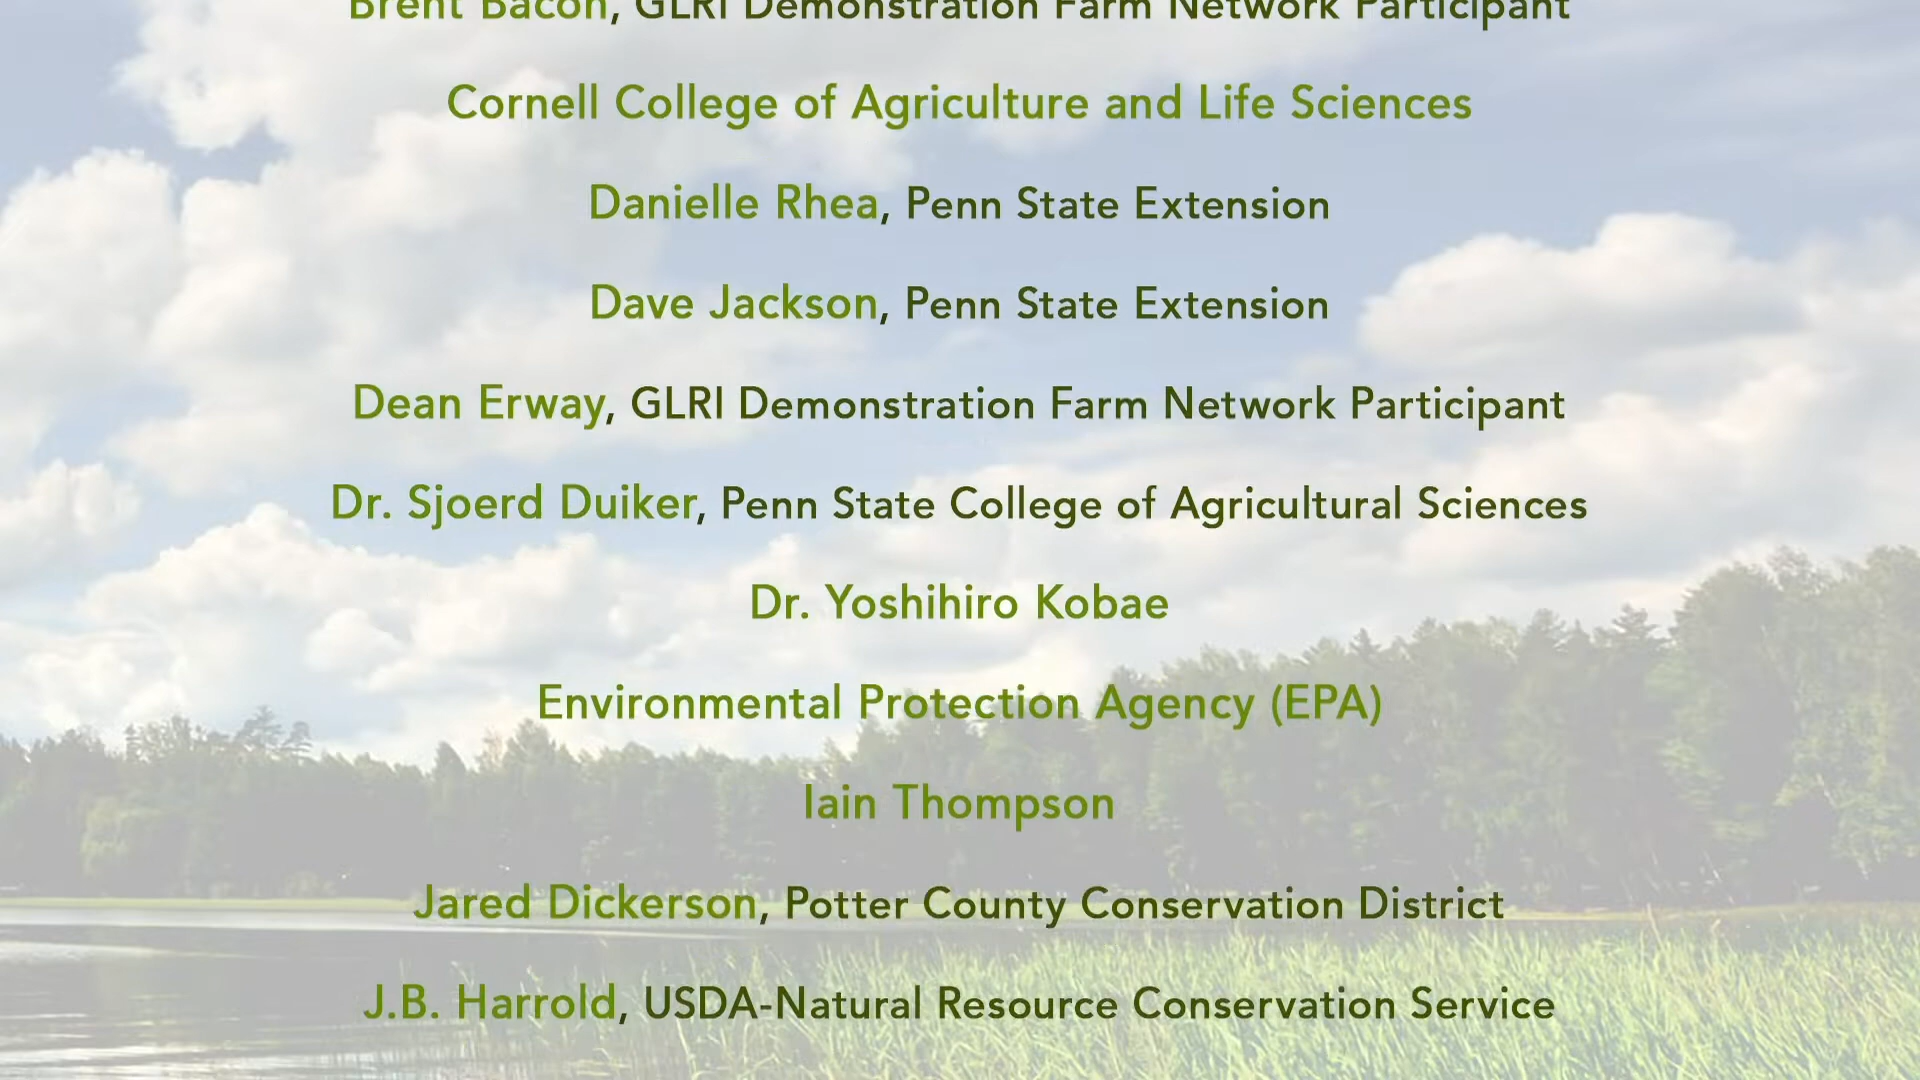 Brent Bacon, GLRI Demonstration Farm Network Participant
Cornell College of Agriculture and Life Sciences
Danielle Rhea, Penn State Extension
Dave Jackson, Penn State Extension
Dean Erway, GLRI Demonstration Farm Network Participant
Dr. Sjoerd Duiker, Penn State College of Agricultural Sciences
Dr. Yoshihiro Kobae
Environmental Protection Agency (EPA)
Iain Thompson
Jared Dickerson, Potter County Conservation District
J.B. Harrold, USDA-Natural Resource Conservation Service